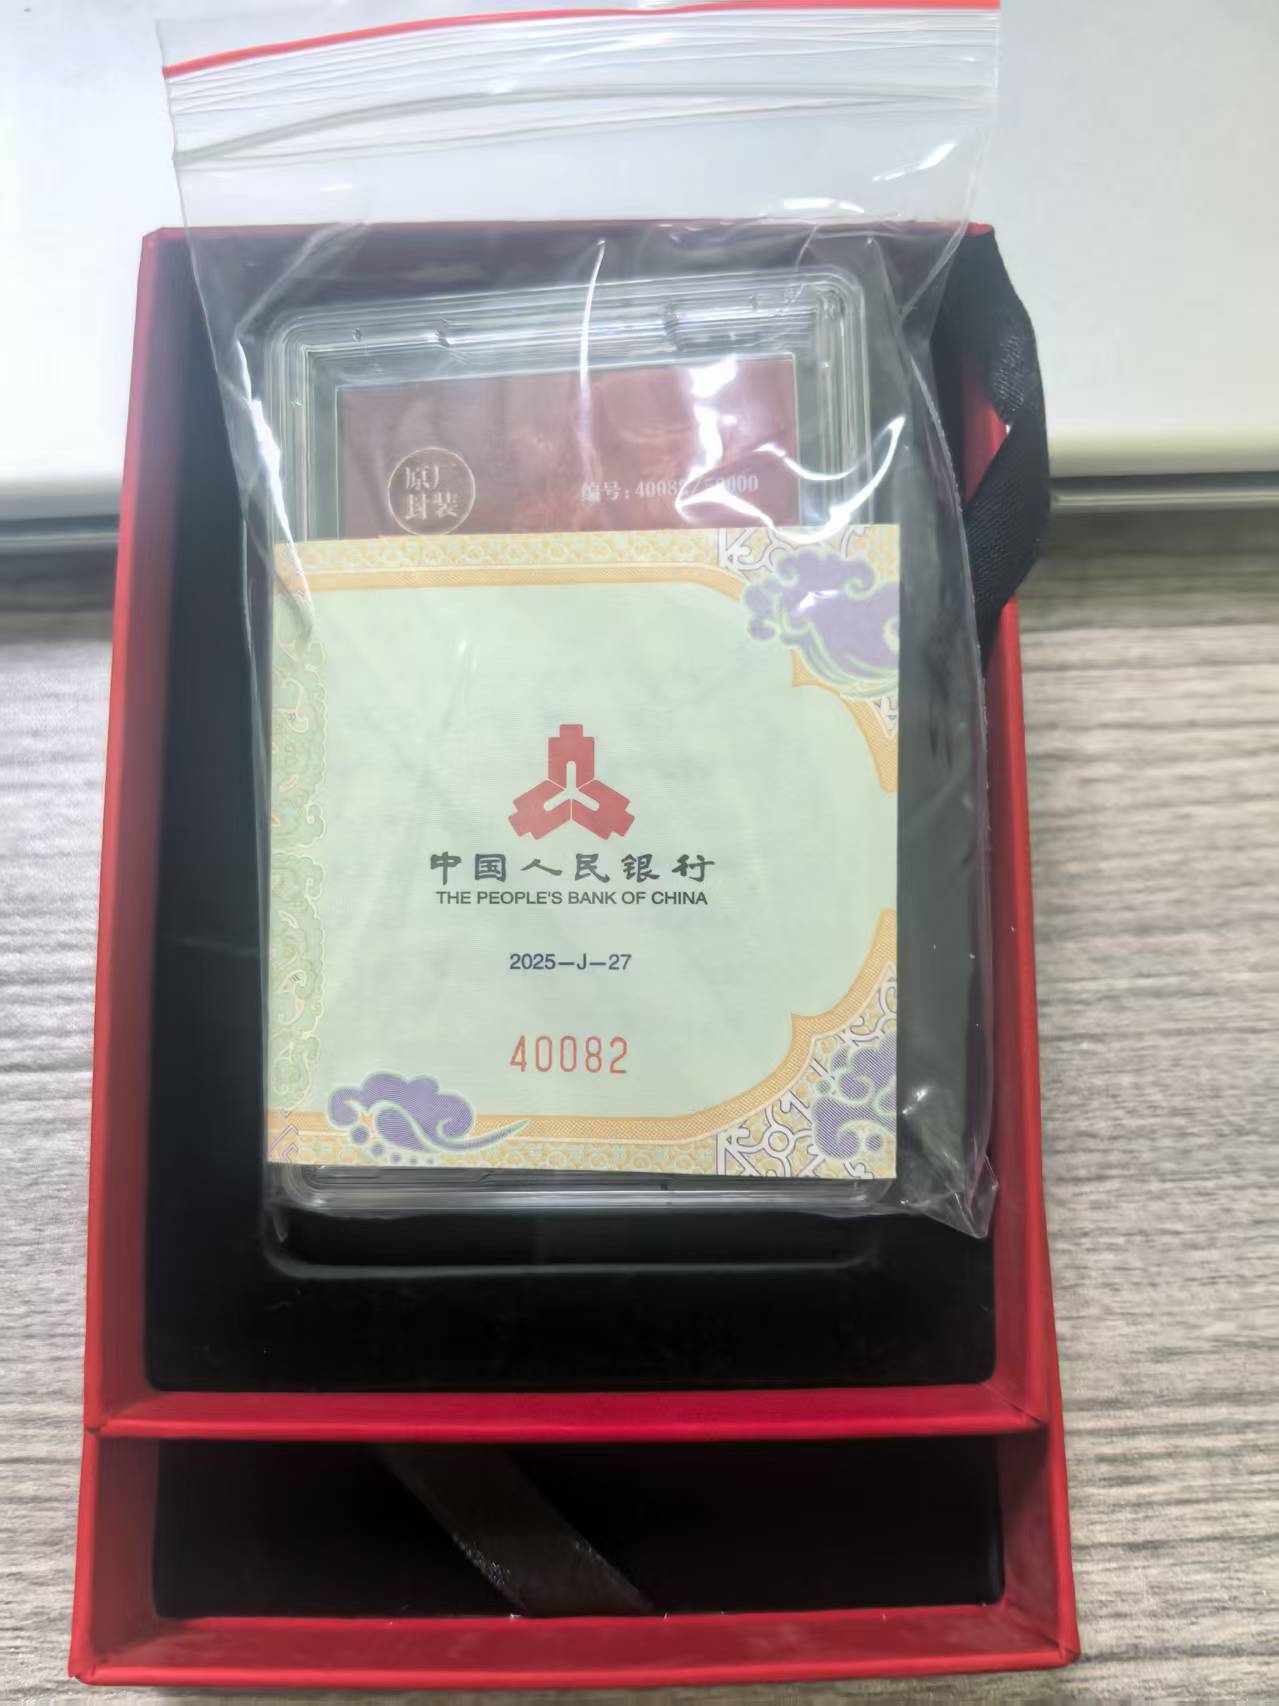 原厂
封装
编号:40082/50000
中国人民银行
THE PEOPLE'S BANK OF CHINA
2025-J-27
40082